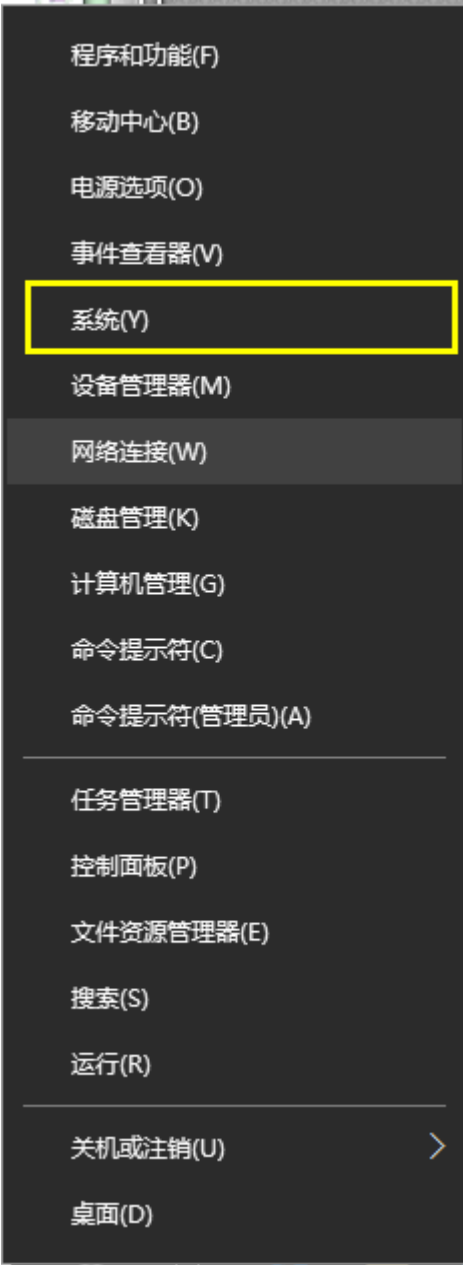 程序和功能(F)
移动中心(B)
电源选项(O)
事件查看器(V)
系统(Y)
设备管理器(M)
网络连接(W)
磁盘管理(K)
计算机管理(G)
命令提示符(C)
命令提示符(管理员)(A)
任务管理器(T)
控制面板(P)
文件资源管理器(E)
搜索(S)
运行(R)
关机或注销(U)
桌面(D)